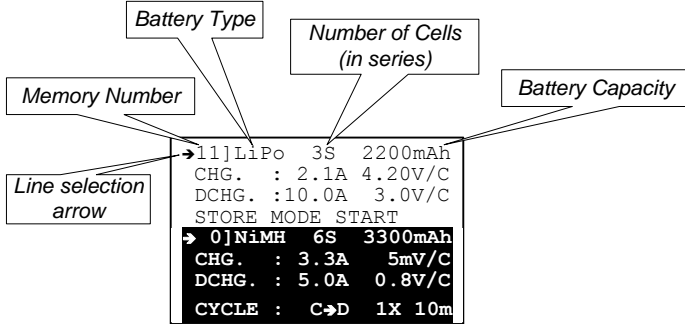 Battery Type
Number of Cells
(in series)
Battery Capacity
Memory Number
Line selection
arrow
➔11]LiPo 3S 2200mAh
CHG. : 2.1A 4.20V/C
DCHG. :10.0A 3.0V/C
STORE MODE START
➔ 0]NiMH 6S 3300mAh
CHG. : 3.3A 5mV/C
DCHG. : 5.0A 0.8V/C
CYCLE : C➔D 1X 10m